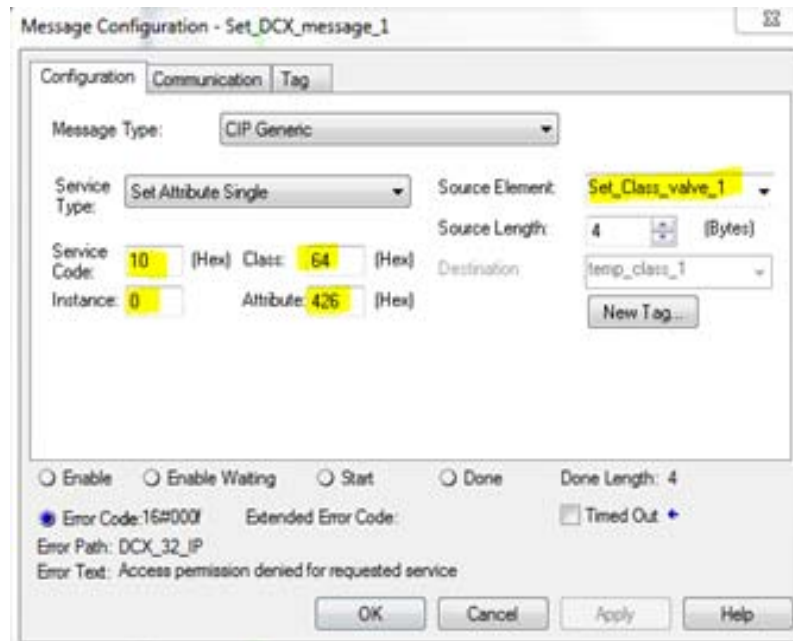 Message Configuration - Set_DCX_message_1
Configuration Communication Tag
Message Type: CIP Generic
Service Type: Set Attribute Single
Source Element: Set_Class_valve_1
Source Length: 4 (Bytes)
Service Code: 10 (Hex) Class: 64 (Hex)
Destination temp_class_1
Instance: 0 Attribute: 426 (Hex)
New Tag...
Enable Enable Waiting Start Done Done Length: 4
Error Code: 16#000f Extended Error Code: Timed Out
Error Path: DCX_32_IP
Error Text: Access permission denied for requested service
OK Cancel Apply Help